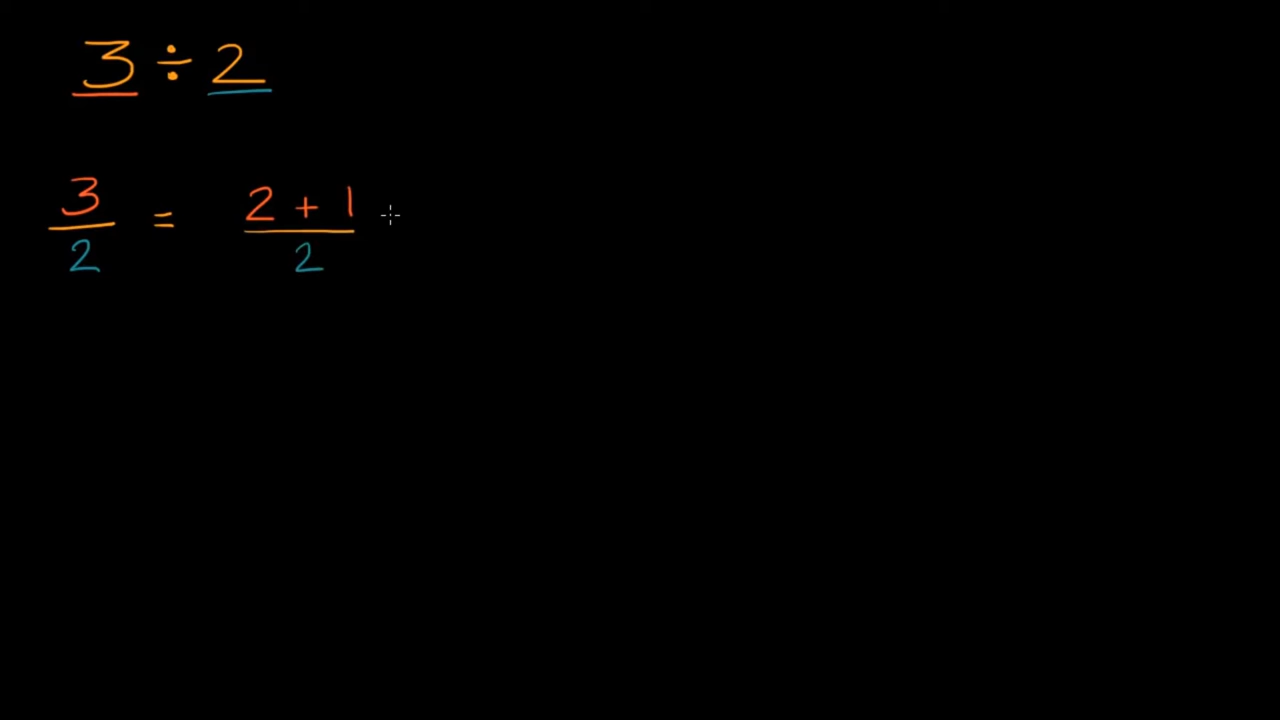 3 ÷ 2
3/2 = (2 + 1)/2